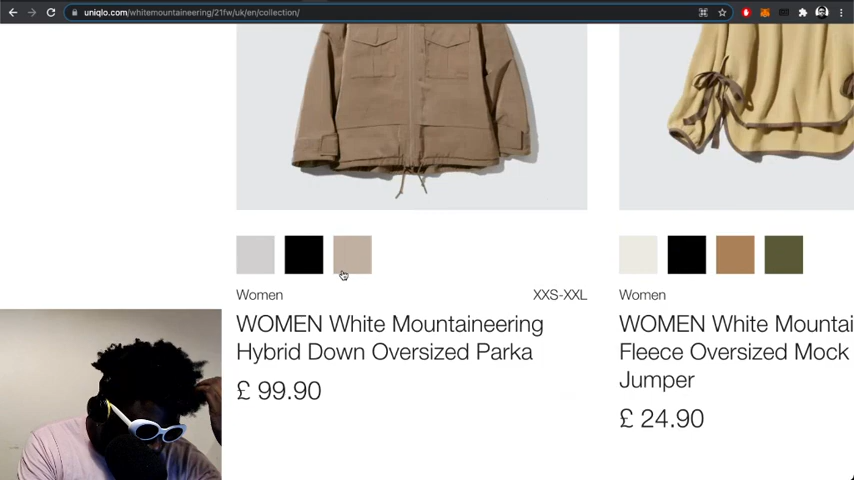 uniqlo.com/whitemountaineering/21fw/uk/en/collection/
Women
XXS-XXL
WOMEN White Mountaineering
Hybrid Down Oversized Parka
£ 99.90
Women
WOMEN White Mountai
Fleece Oversized Mock
Jumper
£ 24.90